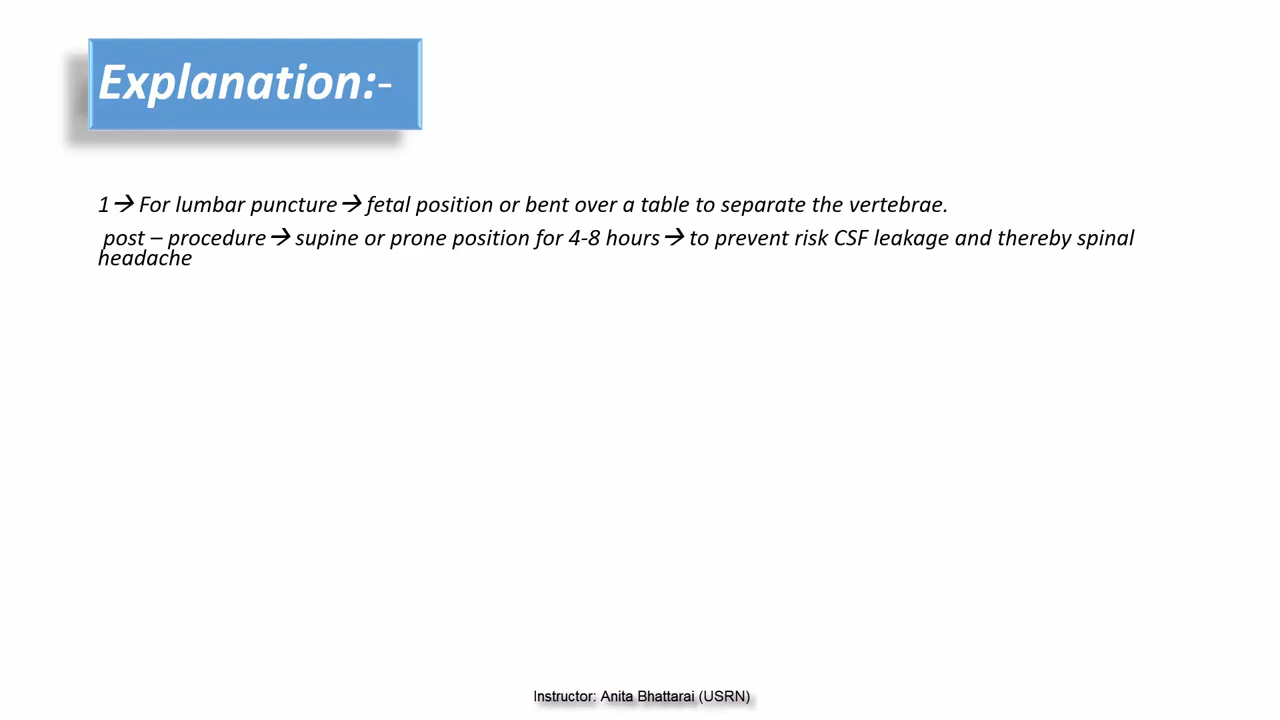 Explanation:-
1→ For lumbar puncture→ fetal position or bent over a table to separate the vertebrae.
post – procedure→ supine or prone position for 4-8 hours→ to prevent risk CSF leakage and thereby spinal
headache
Instructor: Anita Bhattarai (USRN)